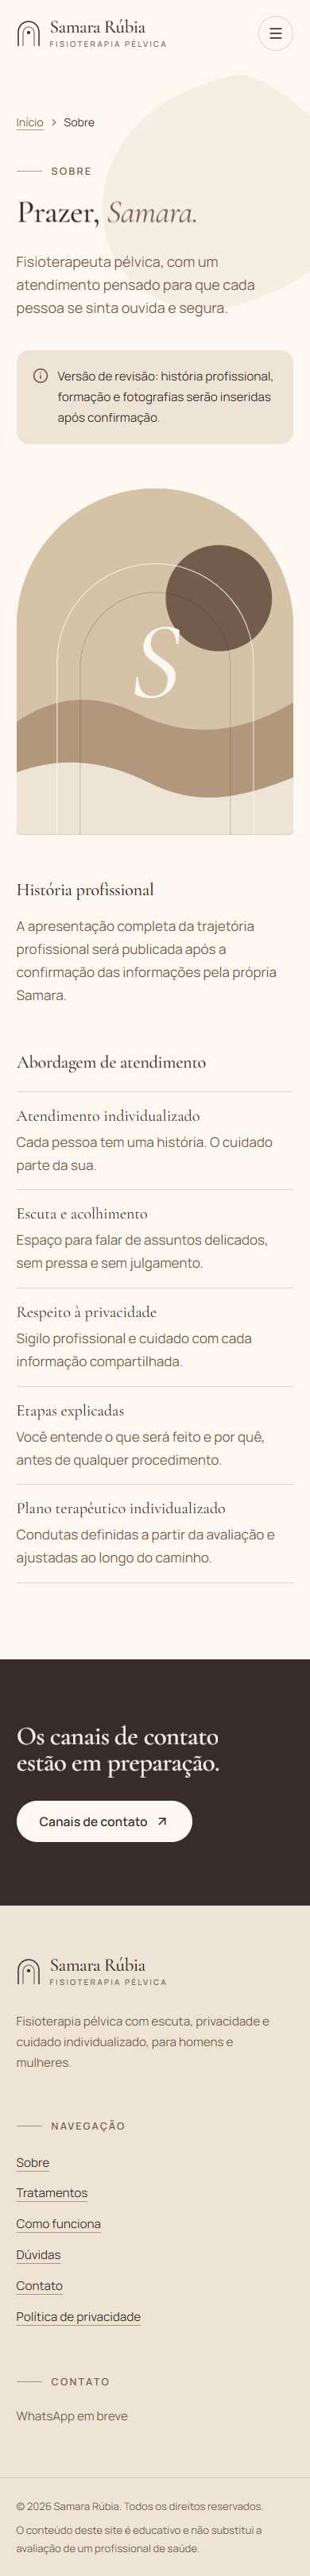 Samara Rúbia
FISIOTERAPIA PÉLVICA
Início > Sobre
SOBRE
Prazer, Samara.
Fisioterapeuta pélvica, com um
atendimento pensado para que cada
pessoa se sinta ouvida e segura.
Versão de revisão: história profissional,
formação e fotografias serão inseridas
após confirmação.
S
História profissional
A apresentação completa da trajetória
profissional será publicada após a
confirmação das informações pela própria
Samara.
Abordagem de atendimento
Atendimento individualizado
Cada pessoa tem uma história. O cuidado
parte da sua.
Escuta e acolhimento
Espaço para falar de assuntos delicados,
sem pressa e sem julgamento.
Respeito à privacidade
Sigilo profissional e cuidado com cada
informação compartilhada.
Etapas explicadas
Você entende o que será feito e por quê,
antes de qualquer procedimento.
Plano terapêutico individualizado
Condutas definidas a partir da avaliação e
ajustadas ao longo do caminho.
Os canais de contato
estão em preparação.
Canais de contato
Samara Rúbia
FISIOTERAPIA PÉLVICA
Fisioterapia pélvica com escuta, privacidade e
cuidado individualizado, para homens e
mulheres.
NAVEGAÇÃO
Sobre
Tratamentos
Como funciona
Dúvidas
Contato
Política de privacidade
CONTATO
WhatsApp em breve
© 2026 Samara Rúbia. Todos os direitos reservados.
O conteúdo deste site é educativo e não substitui a
avaliação de um profissional de saúde.